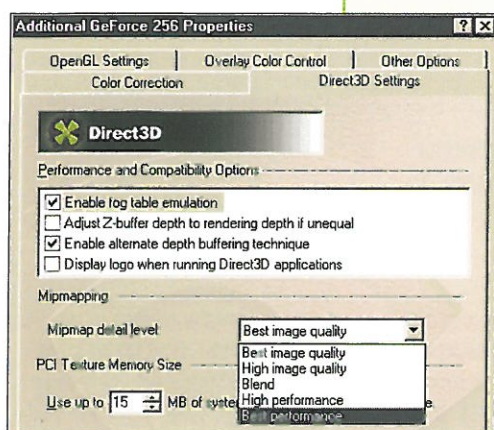 Additional GeForce 256 Properties
OpenGL Settings
Overlay Color Control
Other Options
Color Correction
Direct3D Settings
Direct3D
Performance and Compatibility Options
Enable fog table emulation
Adjust Z-buffer depth to rendering depth if unequal
Enable alternate depth buffering technique
Display logo when running Direct3D applications
Mipmapping
Mipmap detail level:
Best image quality
Best image quality
High image quality
Blend
High performance
Best performance
PCI Texture Memory Size
Use up to 15 MB of